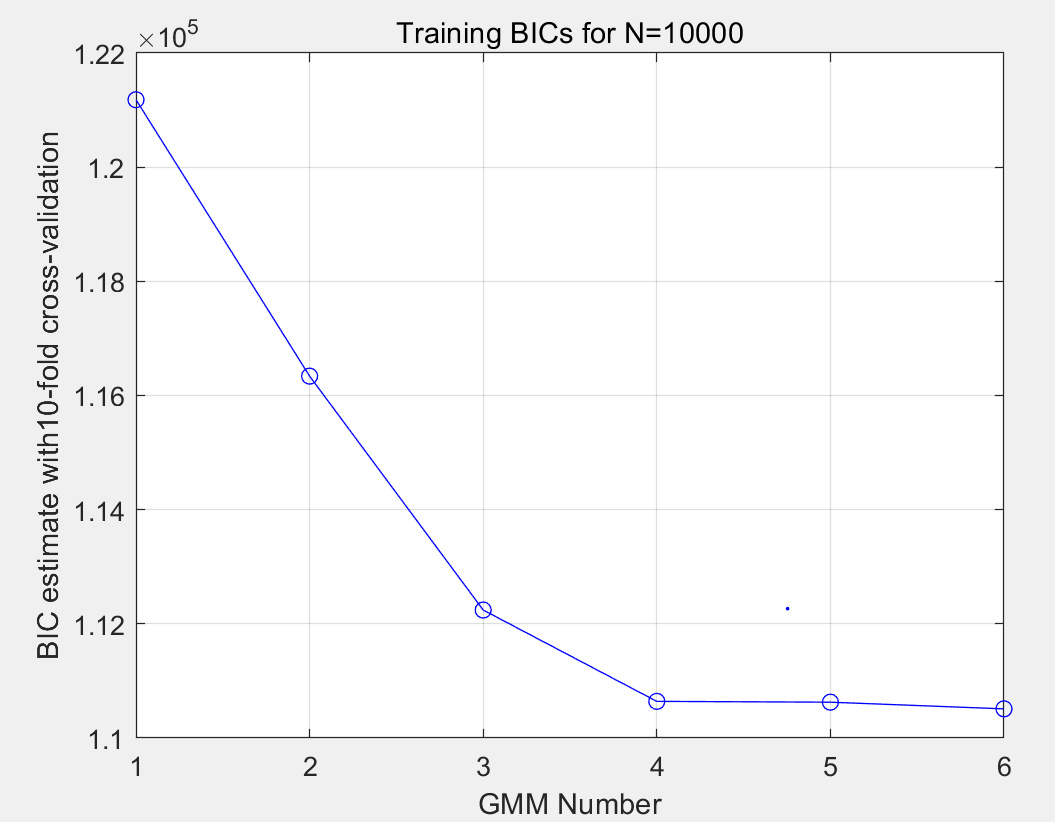 ×10^5
Training BICs for N=10000
1.22
1.2
1.18
1.16
1.14
1.12
1.1
BIC estimate with10-fold cross-validation
1 2 3 4 5 6
GMM Number